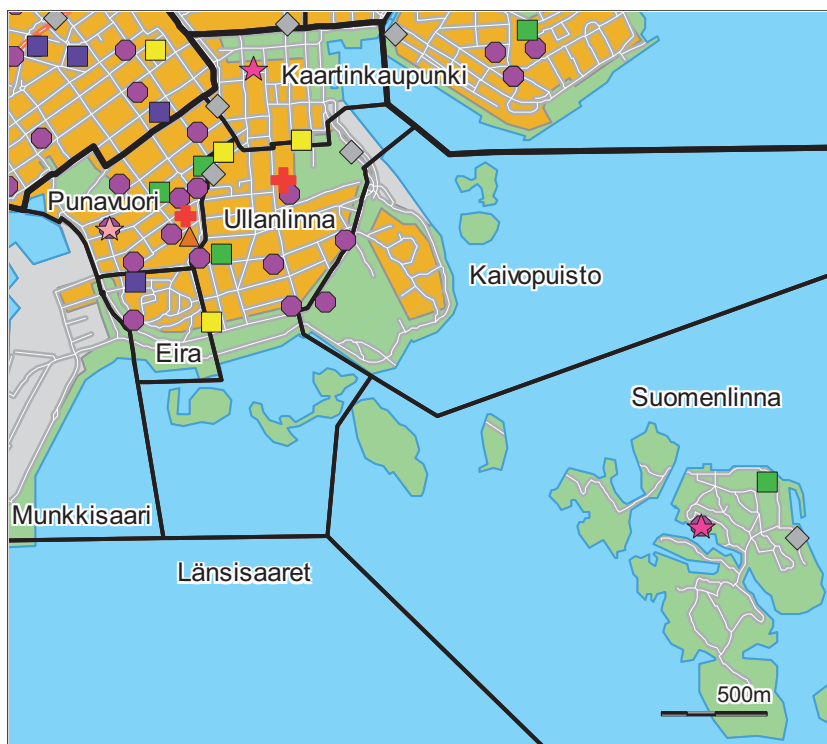 Kaartinkaupunki
Punavuori
Ullanlinna
Kaivopuisto
Eira
Suomenlinna
Munkkisaari
Länsisaaret
500m